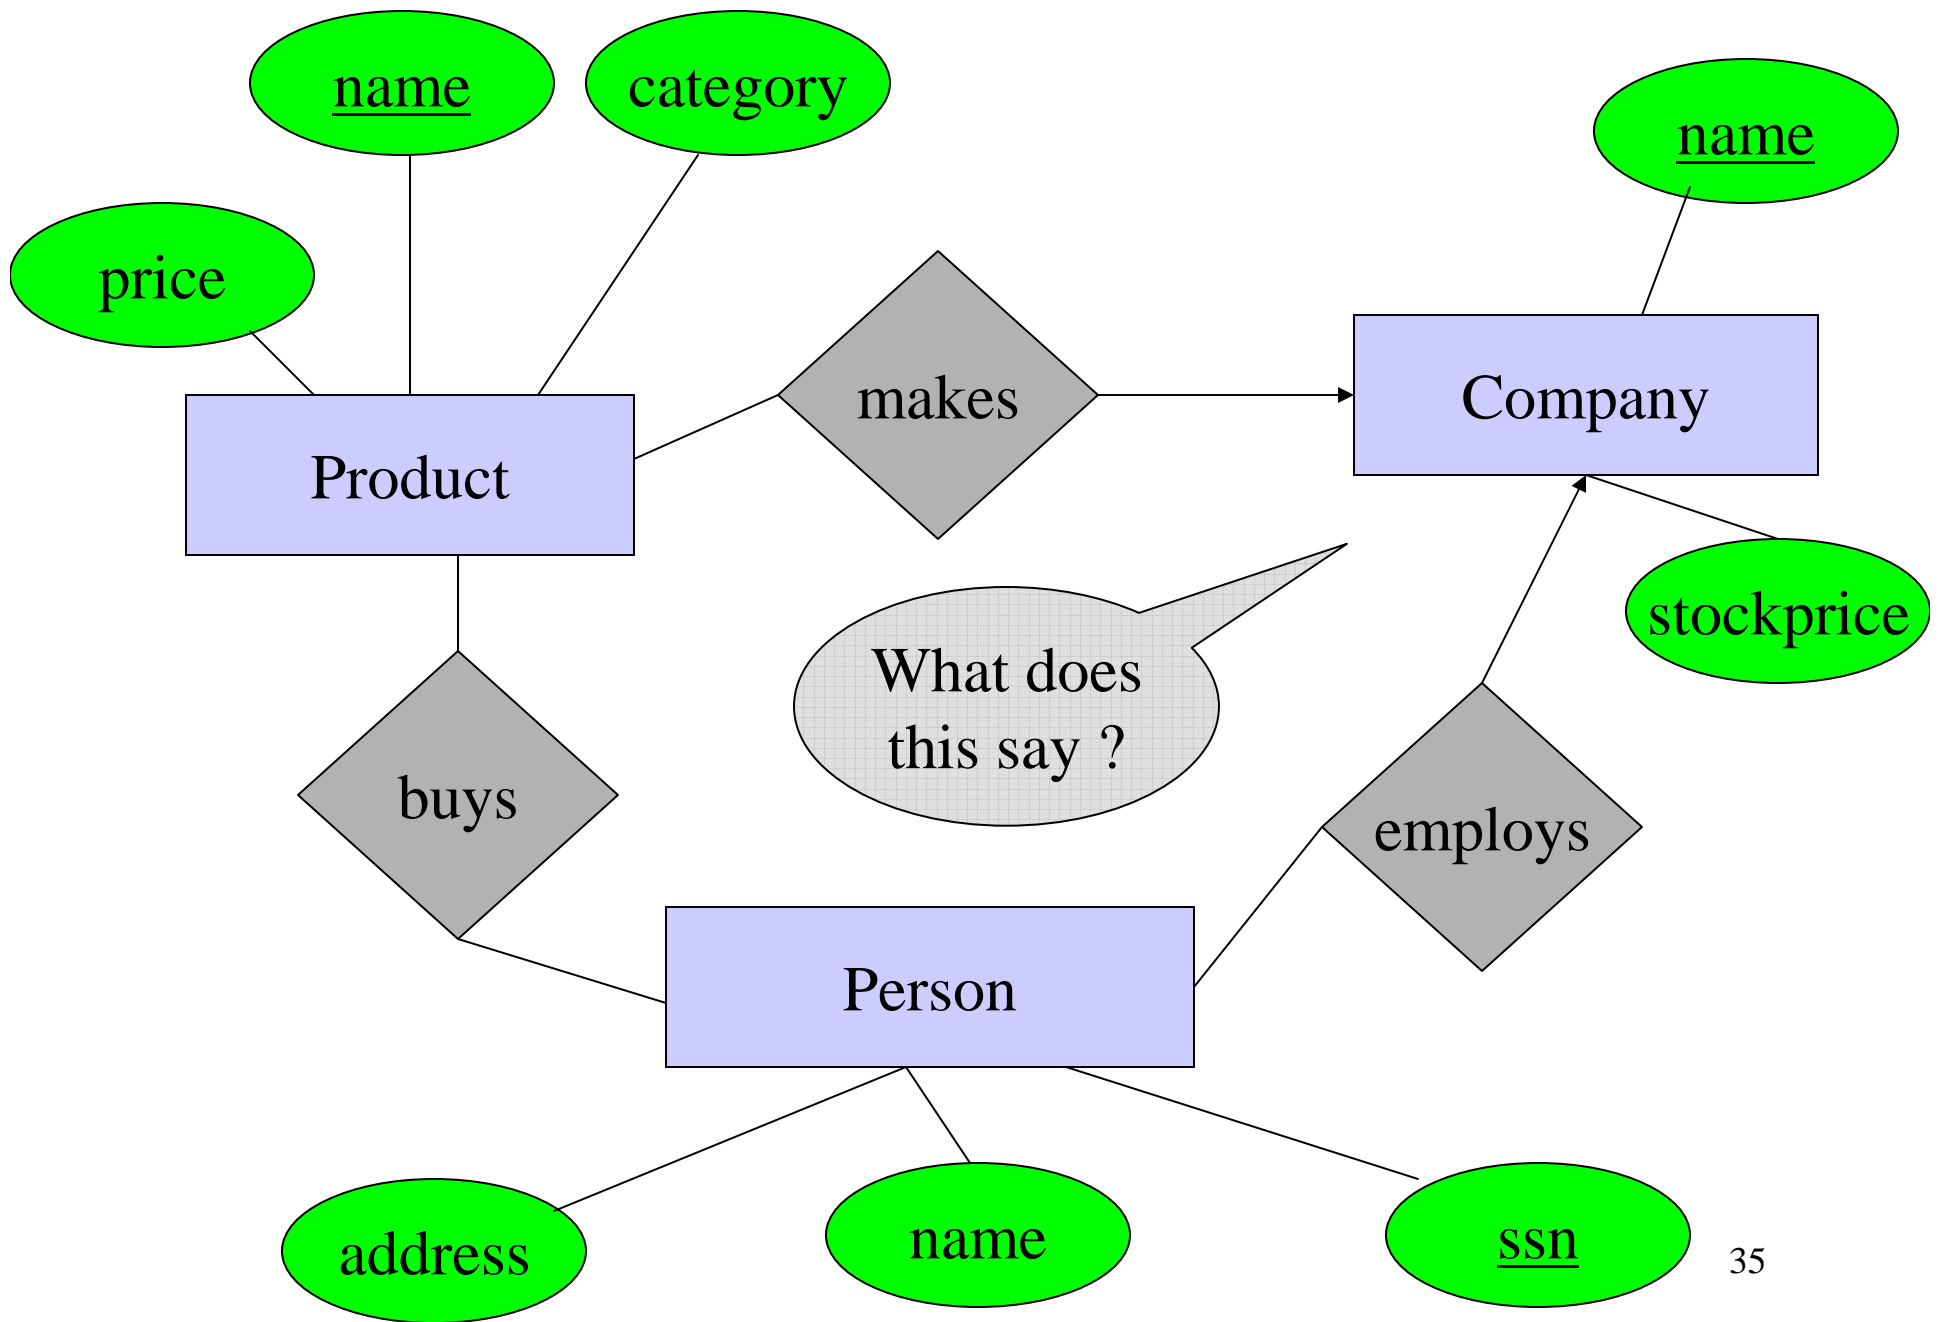 name
category
name
price
makes
Company
Product
stockprice
What does
this say ?
buys
employs
Person
address
name
ssn
35